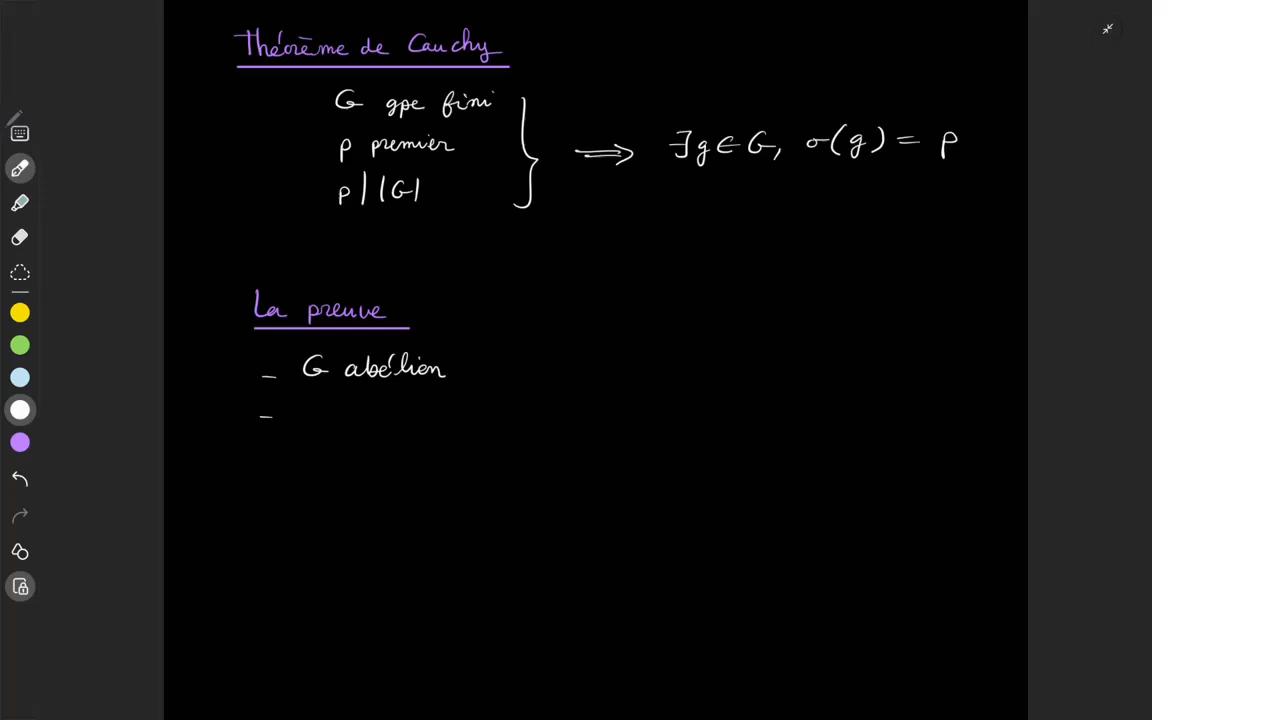 Théorème de Cauchy
G gpe fini
p premier
p | |G|
} ⟹ ∃g ∈ G, σ(g) = p
La preuve
– G abélien
–